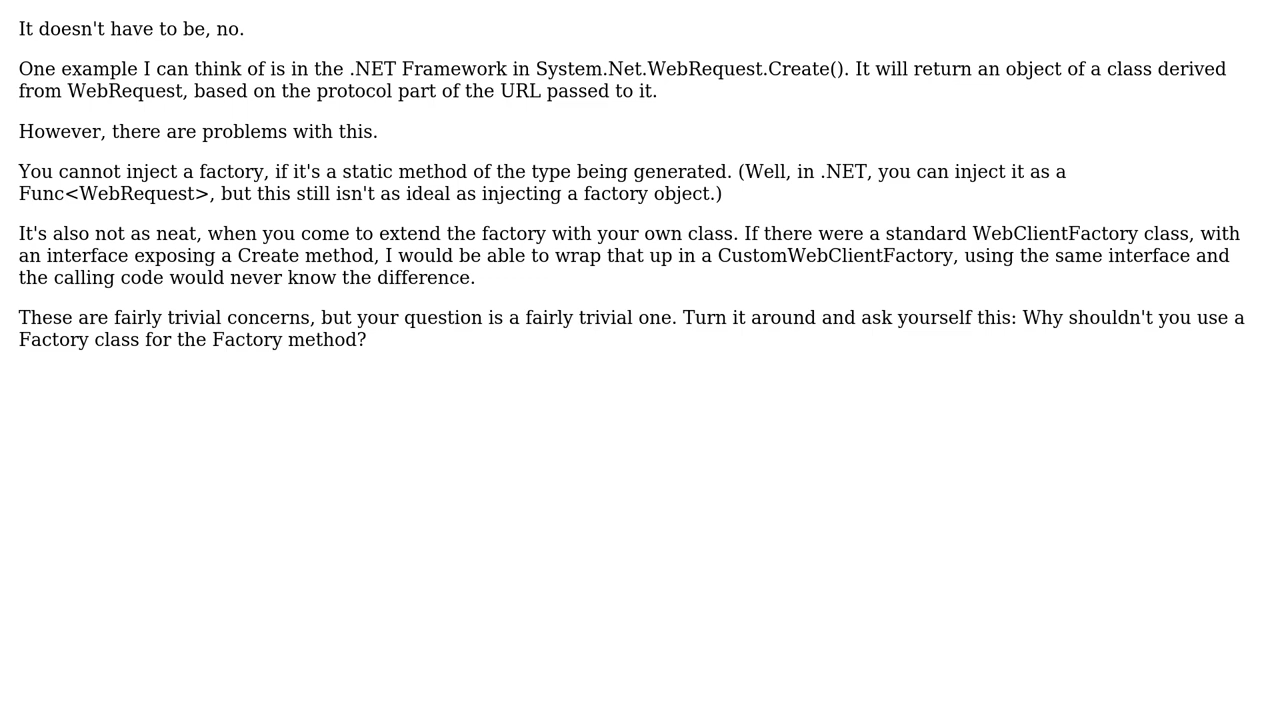 It doesn't have to be, no.
One example I can think of is in the .NET Framework in System.Net.WebRequest.Create(). It will return an object of a class derived
from WebRequest, based on the protocol part of the URL passed to it.
However, there are problems with this.
You cannot inject a factory, if it's a static method of the type being generated. (Well, in .NET, you can inject it as a
Func<WebRequest>, but this still isn't as ideal as injecting a factory object.)
It's also not as neat, when you come to extend the factory with your own class. If there were a standard WebClientFactory class, with
an interface exposing a Create method, I would be able to wrap that up in a CustomWebClientFactory, using the same interface and
the calling code would never know the difference.
These are fairly trivial concerns, but your question is a fairly trivial one. Turn it around and ask yourself this: Why shouldn't you use a
Factory class for the Factory method?